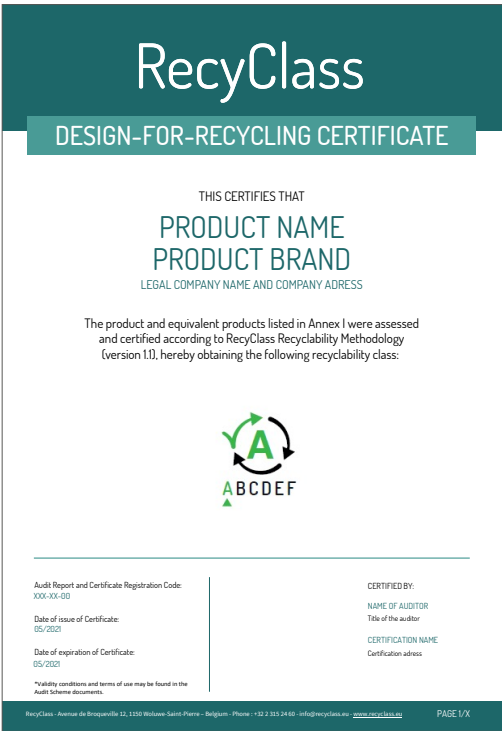 RecyClass
DESIGN-FOR-RECYCLING CERTIFICATE
THIS CERTIFIES THAT
PRODUCT NAME
PRODUCT BRAND
LEGAL COMPANY NAME AND COMPANY ADRESS
The product and equivalent products listed in Annex I were assessed
and certified according to RecyClass Recyclability Methodology
(version 1.1), hereby obtaining the following recyclability class:
A
ABCDEF
Audit Report and Certificate Registration Code:
XXX-XX-00
Date of issue of Certificate:
05/2021
Date of expiration of Certificate:
05/2021
*Validity conditions and terms of use may be found in the
Audit Scheme documents.
CERTIFIED BY:
NAME OF AUDITOR
Title of the auditor
CERTIFICATION NAME
Certification adress
RecyClass - Avenue de Broqueville 12, 1150 Woluwe-Saint-Pierre – Belgium - Phone : +32 2 315 24 60 - info@recyclass.eu - www.recyclass.eu
PAGE 1/X